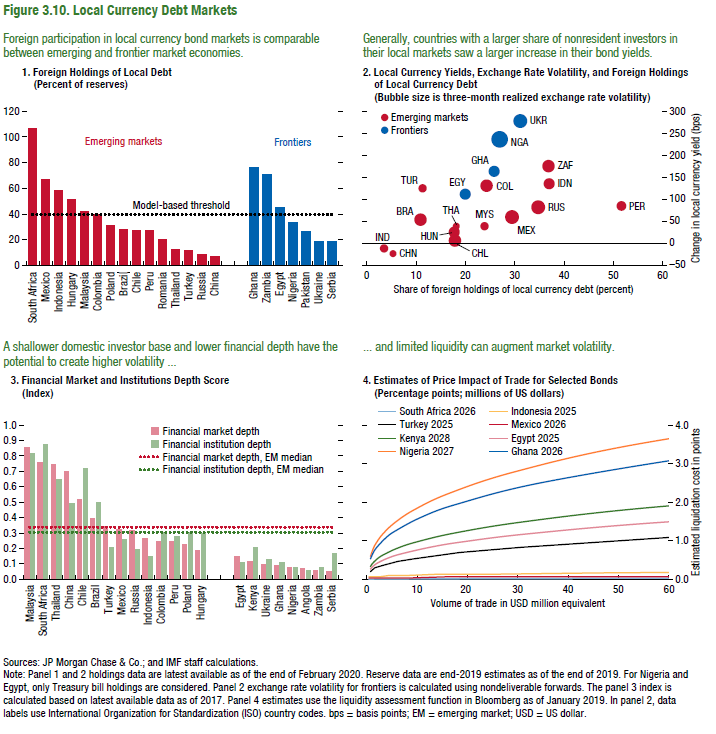 Figure 3.10. Local Currency Debt Markets
Foreign participation in local currency bond markets is comparable
between emerging and frontier market economies.
1. Foreign Holdings of Local Debt
(Percent of reserves)
120
100
80
60
40
20
0
Emerging markets
Frontiers
Model-based threshold
South Africa
Mexico
Indonesia
Hungary
Malaysia
Colombia
Poland
Brazil
Chile
Peru
Romania
Thailand
Turkey
Russia
China
Ghana
Zambia
Egypt
Nigeria
Pakistan
Ukraine
Serbia
Generally, countries with a larger share of nonresident investors in
their local markets saw a larger increase in their bond yields.
2. Local Currency Yields, Exchange Rate Volatility, and Foreign Holdings
of Local Currency Debt
(Bubble size is three-month realized exchange rate volatility)
Emerging markets
Frontiers
UKR
NGA
GHA
ZAF
TUR
EGY
COL
IDN
BRA
THA
MYS
RUS
PER
IND
HUN
MEX
CHN
CHL
300
250
200
150
100
50
0
–50
Change in local currency yield (bps)
0
10
20
30
40
50
60
Share of foreign holdings of local currency debt (percent)
A shallower domestic investor base and lower financial depth have the
potential to create higher volatility ...
3. Financial Market and Institutions Depth Score
(Index)
1.0
0.9
0.8
0.7
0.6
0.5
0.4
0.3
0.2
0.1
0.0
Financial market depth
Financial institution depth
Financial market depth, EM median
Financial institution depth, EM median
Malaysia
South Africa
Thailand
China
Chile
Brazil
Turkey
Mexico
Russia
Indonesia
Colombia
Peru
Poland
Hungary
Egypt
Kenya
Ukraine
Ghana
Nigeria
Angola
Zambia
Serbia
... and limited liquidity can augment market volatility.
4. Estimates of Price Impact of Trade for Selected Bonds
(Percentage points; millions of US dollars)
South Africa 2026
Indonesia 2025
Turkey 2025
Mexico 2026
Kenya 2028
Egypt 2025
Nigeria 2027
Ghana 2026
4.0
3.0
2.0
1.0
0.0
Estimated liquidation cost in points
0
10
20
30
40
50
60
Volume of trade in USD million equivalent
Sources: JP Morgan Chase & Co.; and IMF staff calculations.
Note: Panel 1 and 2 holdings data are latest available as of the end of February 2020. Reserve data are end-2019 estimates as of the end of 2019. For Nigeria and
Egypt, only Treasury bill holdings are considered. Panel 2 exchange rate volatility for frontiers is calculated using nondeliverable forwards. The panel 3 index is
calculated based on latest available data as of 2017. Panel 4 estimates use the liquidity assessment function in Bloomberg as of January 2019. In panel 2, data
labels use International Organization for Standardization (ISO) country codes. bps = basis points; EM = emerging market; USD = US dollar.